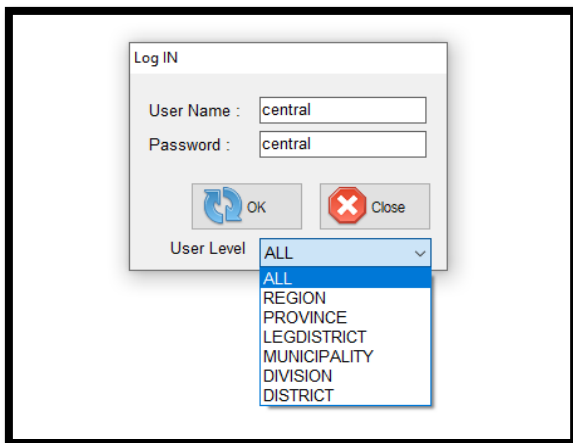 Log IN
User Name : central
Password : central
OK Close
User Level ALL
ALL
REGION
PROVINCE
LEGDISTRICT
MUNICIPALITY
DIVISION
DISTRICT